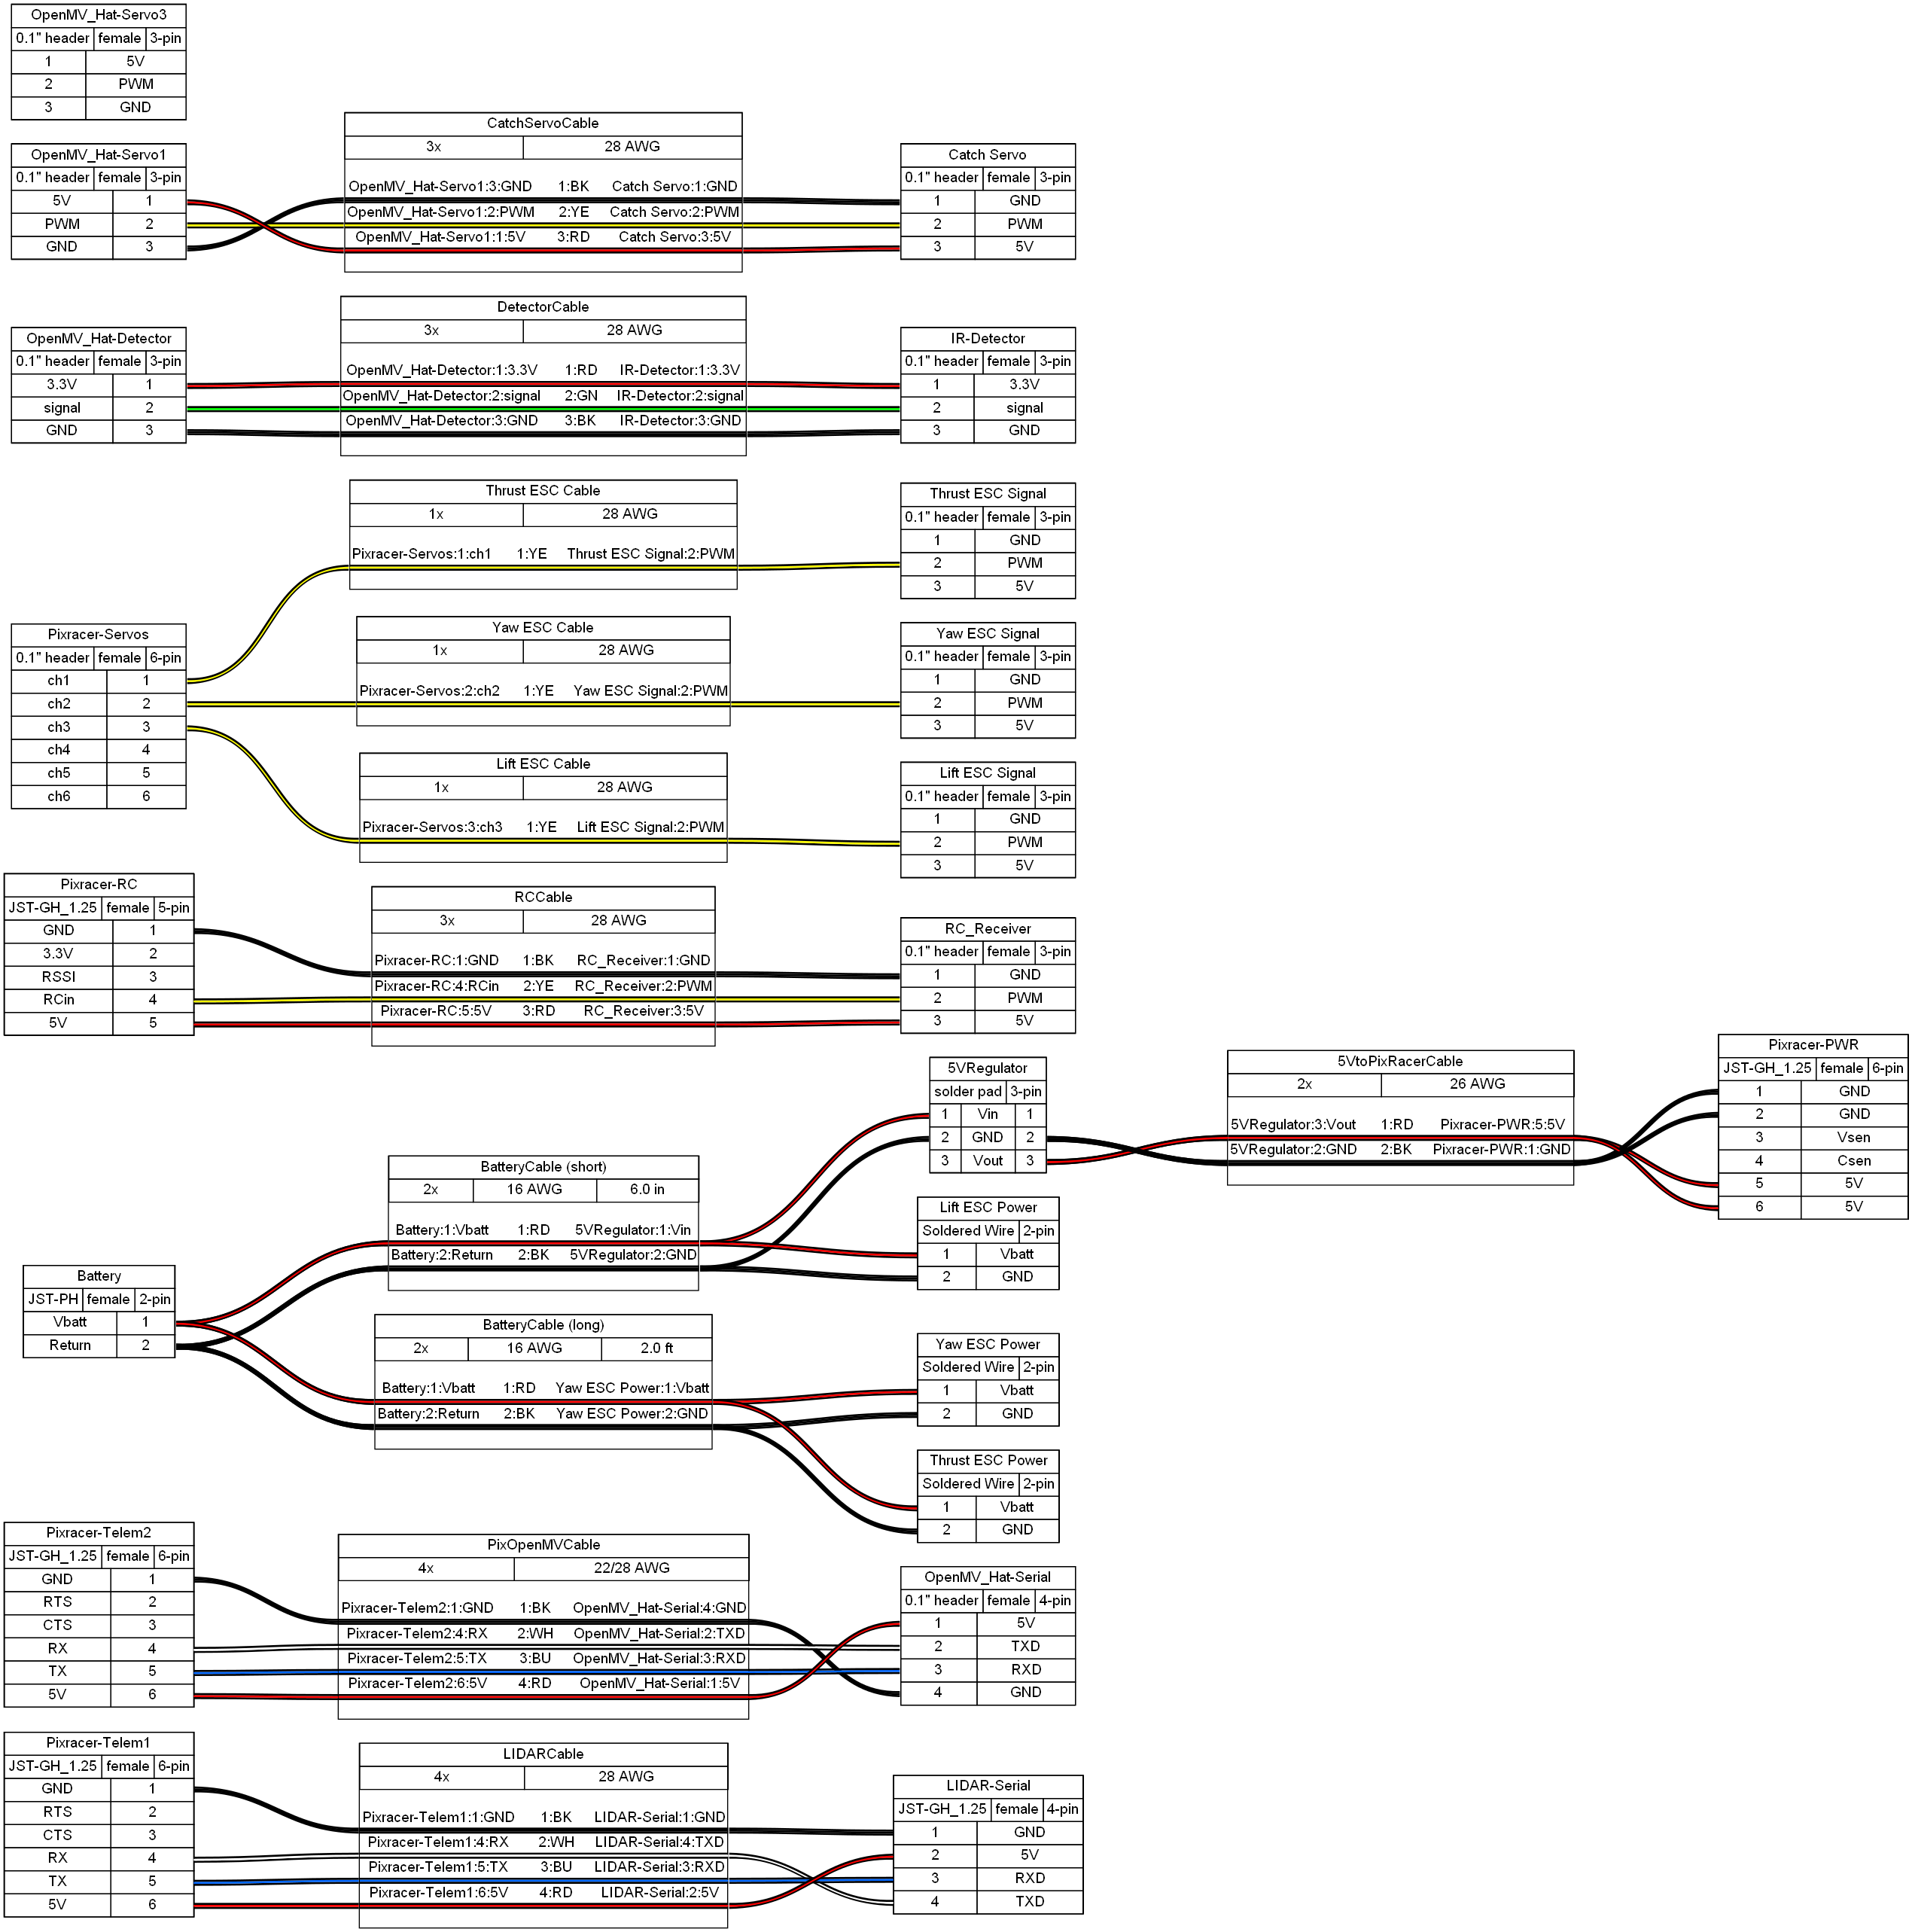 OpenMV_Hat-Servo3
0.1" header female 3-pin
1 5V
2 PWM
3 GND
CatchServoCable
3x 28 AWG
OpenMV_Hat-Servo1:3:GND 1:BK Catch Servo:1:GND
OpenMV_Hat-Servo1:2:PWM 2:YE Catch Servo:2:PWM
OpenMV_Hat-Servo1:1:5V 3:RD Catch Servo:3:5V
OpenMV_Hat-Servo1
0.1" header female 3-pin
5V 1
PWM 2
GND 3
Catch Servo
0.1" header female 3-pin
1 GND
2 PWM
3 5V
DetectorCable
3x 28 AWG
OpenMV_Hat-Detector:1:3.3V 1:RD IR-Detector:1:3.3V
OpenMV_Hat-Detector:2:signal 2:GN IR-Detector:2:signal
OpenMV_Hat-Detector:3:GND 3:BK IR-Detector:3:GND
OpenMV_Hat-Detector
0.1" header female 3-pin
3.3V 1
signal 2
GND 3
IR-Detector
0.1" header female 3-pin
1 3.3V
2 signal
3 GND
Thrust ESC Cable
1x 28 AWG
Pixracer-Servos:1:ch1 1:YE Thrust ESC Signal:2:PWM
Thrust ESC Signal
0.1" header female 3-pin
1 GND
2 PWM
3 5V
Pixracer-Servos
0.1" header female 6-pin
ch1 1
ch2 2
ch3 3
ch4 4
ch5 5
ch6 6
Yaw ESC Cable
1x 28 AWG
Pixracer-Servos:2:ch2 1:YE Yaw ESC Signal:2:PWM
Yaw ESC Signal
0.1" header female 3-pin
1 GND
2 PWM
3 5V
Lift ESC Cable
1x 28 AWG
Pixracer-Servos:3:ch3 1:YE Lift ESC Signal:2:PWM
Lift ESC Signal
0.1" header female 3-pin
1 GND
2 PWM
3 5V
Pixracer-RC
JST-GH_1.25 female 5-pin
GND 1
3.3V 2
RSSI 3
RCin 4
5V 5
RCCable
3x 28 AWG
Pixracer-RC:1:GND 1:BK RC_Receiver:1:GND
Pixracer-RC:4:RCin 2:YE RC_Receiver:2:PWM
Pixracer-RC:5:5V 3:RD RC_Receiver:3:5V
RC_Receiver
0.1" header female 3-pin
1 GND
2 PWM
3 5V
5VRegulator
solder pad 3-pin
1 Vin 1
2 GND 2
3 Vout 3
5VtoPixRacerCable
2x 26 AWG
5VRegulator:3:Vout 1:RD Pixracer-PWR:5:5V
5VRegulator:2:GND 2:BK Pixracer-PWR:1:GND
Pixracer-PWR
JST-GH_1.25 female 6-pin
1 GND
2 GND
3 Vsen
4 Csen
5 5V
6 5V
BatteryCable (short)
2x 16 AWG 6.0 in
Battery:1:Vbatt 1:RD 5VRegulator:1:Vin
Battery:2:Return 2:BK 5VRegulator:2:GND
Lift ESC Power
Soldered Wire 2-pin
1 Vbatt
2 GND
Battery
JST-PH female 2-pin
Vbatt 1
Return 2
BatteryCable (long)
2x 16 AWG 2.0 ft
Battery:1:Vbatt 1:RD Yaw ESC Power:1:Vbatt
Battery:2:Return 2:BK Yaw ESC Power:2:GND
Yaw ESC Power
Soldered Wire 2-pin
1 Vbatt
2 GND
Thrust ESC Power
Soldered Wire 2-pin
1 Vbatt
2 GND
Pixracer-Telem2
JST-GH_1.25 female 6-pin
GND 1
RTS 2
CTS 3
RX 4
TX 5
5V 6
PixOpenMVCable
4x 22/28 AWG
Pixracer-Telem2:1:GND 1:BK OpenMV_Hat-Serial:4:GND
Pixracer-Telem2:4:RX 2:WH OpenMV_Hat-Serial:2:TXD
Pixracer-Telem2:5:TX 3:BU OpenMV_Hat-Serial:3:RXD
Pixracer-Telem2:6:5V 4:RD OpenMV_Hat-Serial:1:5V
OpenMV_Hat-Serial
0.1" header female 4-pin
1 5V
2 TXD
3 RXD
4 GND
Pixracer-Telem1
JST-GH_1.25 female 6-pin
GND 1
RTS 2
CTS 3
RX 4
TX 5
5V 6
LIDARCable
4x 28 AWG
Pixracer-Telem1:1:GND 1:BK LIDAR-Serial:1:GND
Pixracer-Telem1:4:RX 2:WH LIDAR-Serial:4:TXD
Pixracer-Telem1:5:TX 3:BU LIDAR-Serial:3:RXD
Pixracer-Telem1:6:5V 4:RD LIDAR-Serial:2:5V
LIDAR-Serial
JST-GH_1.25 female 4-pin
1 GND
2 5V
3 RXD
4 TXD